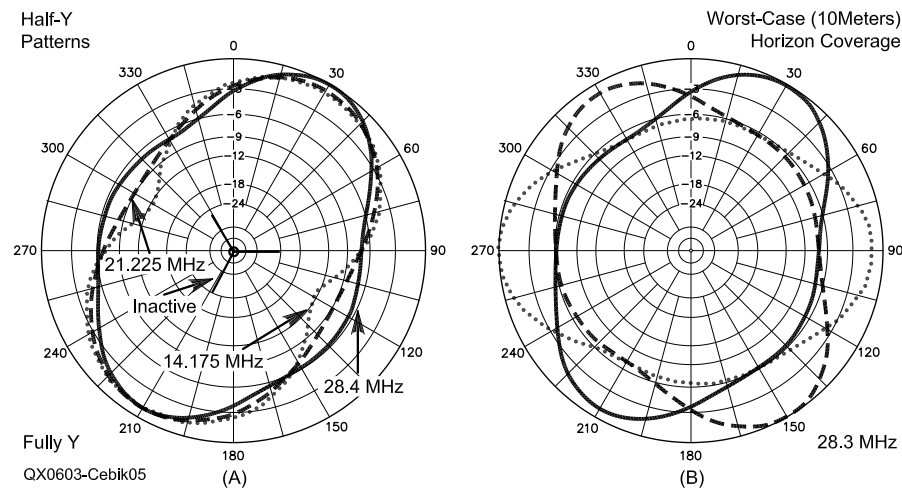 Half-Y
Patterns
Worst-Case (10Meters)
Horizon Coverage
0
30
60
90
120
150
180
210
240
270
300
330
-3
-6
-9
-12
-18
-24
21.225 MHz
Inactive
14.175 MHz
28.4 MHz
Fully Y
QX0603-Cebik05
(A)
0
30
60
90
120
150
180
210
240
270
300
330
-3
-6
-9
-12
-18
-24
28.3 MHz
(B)